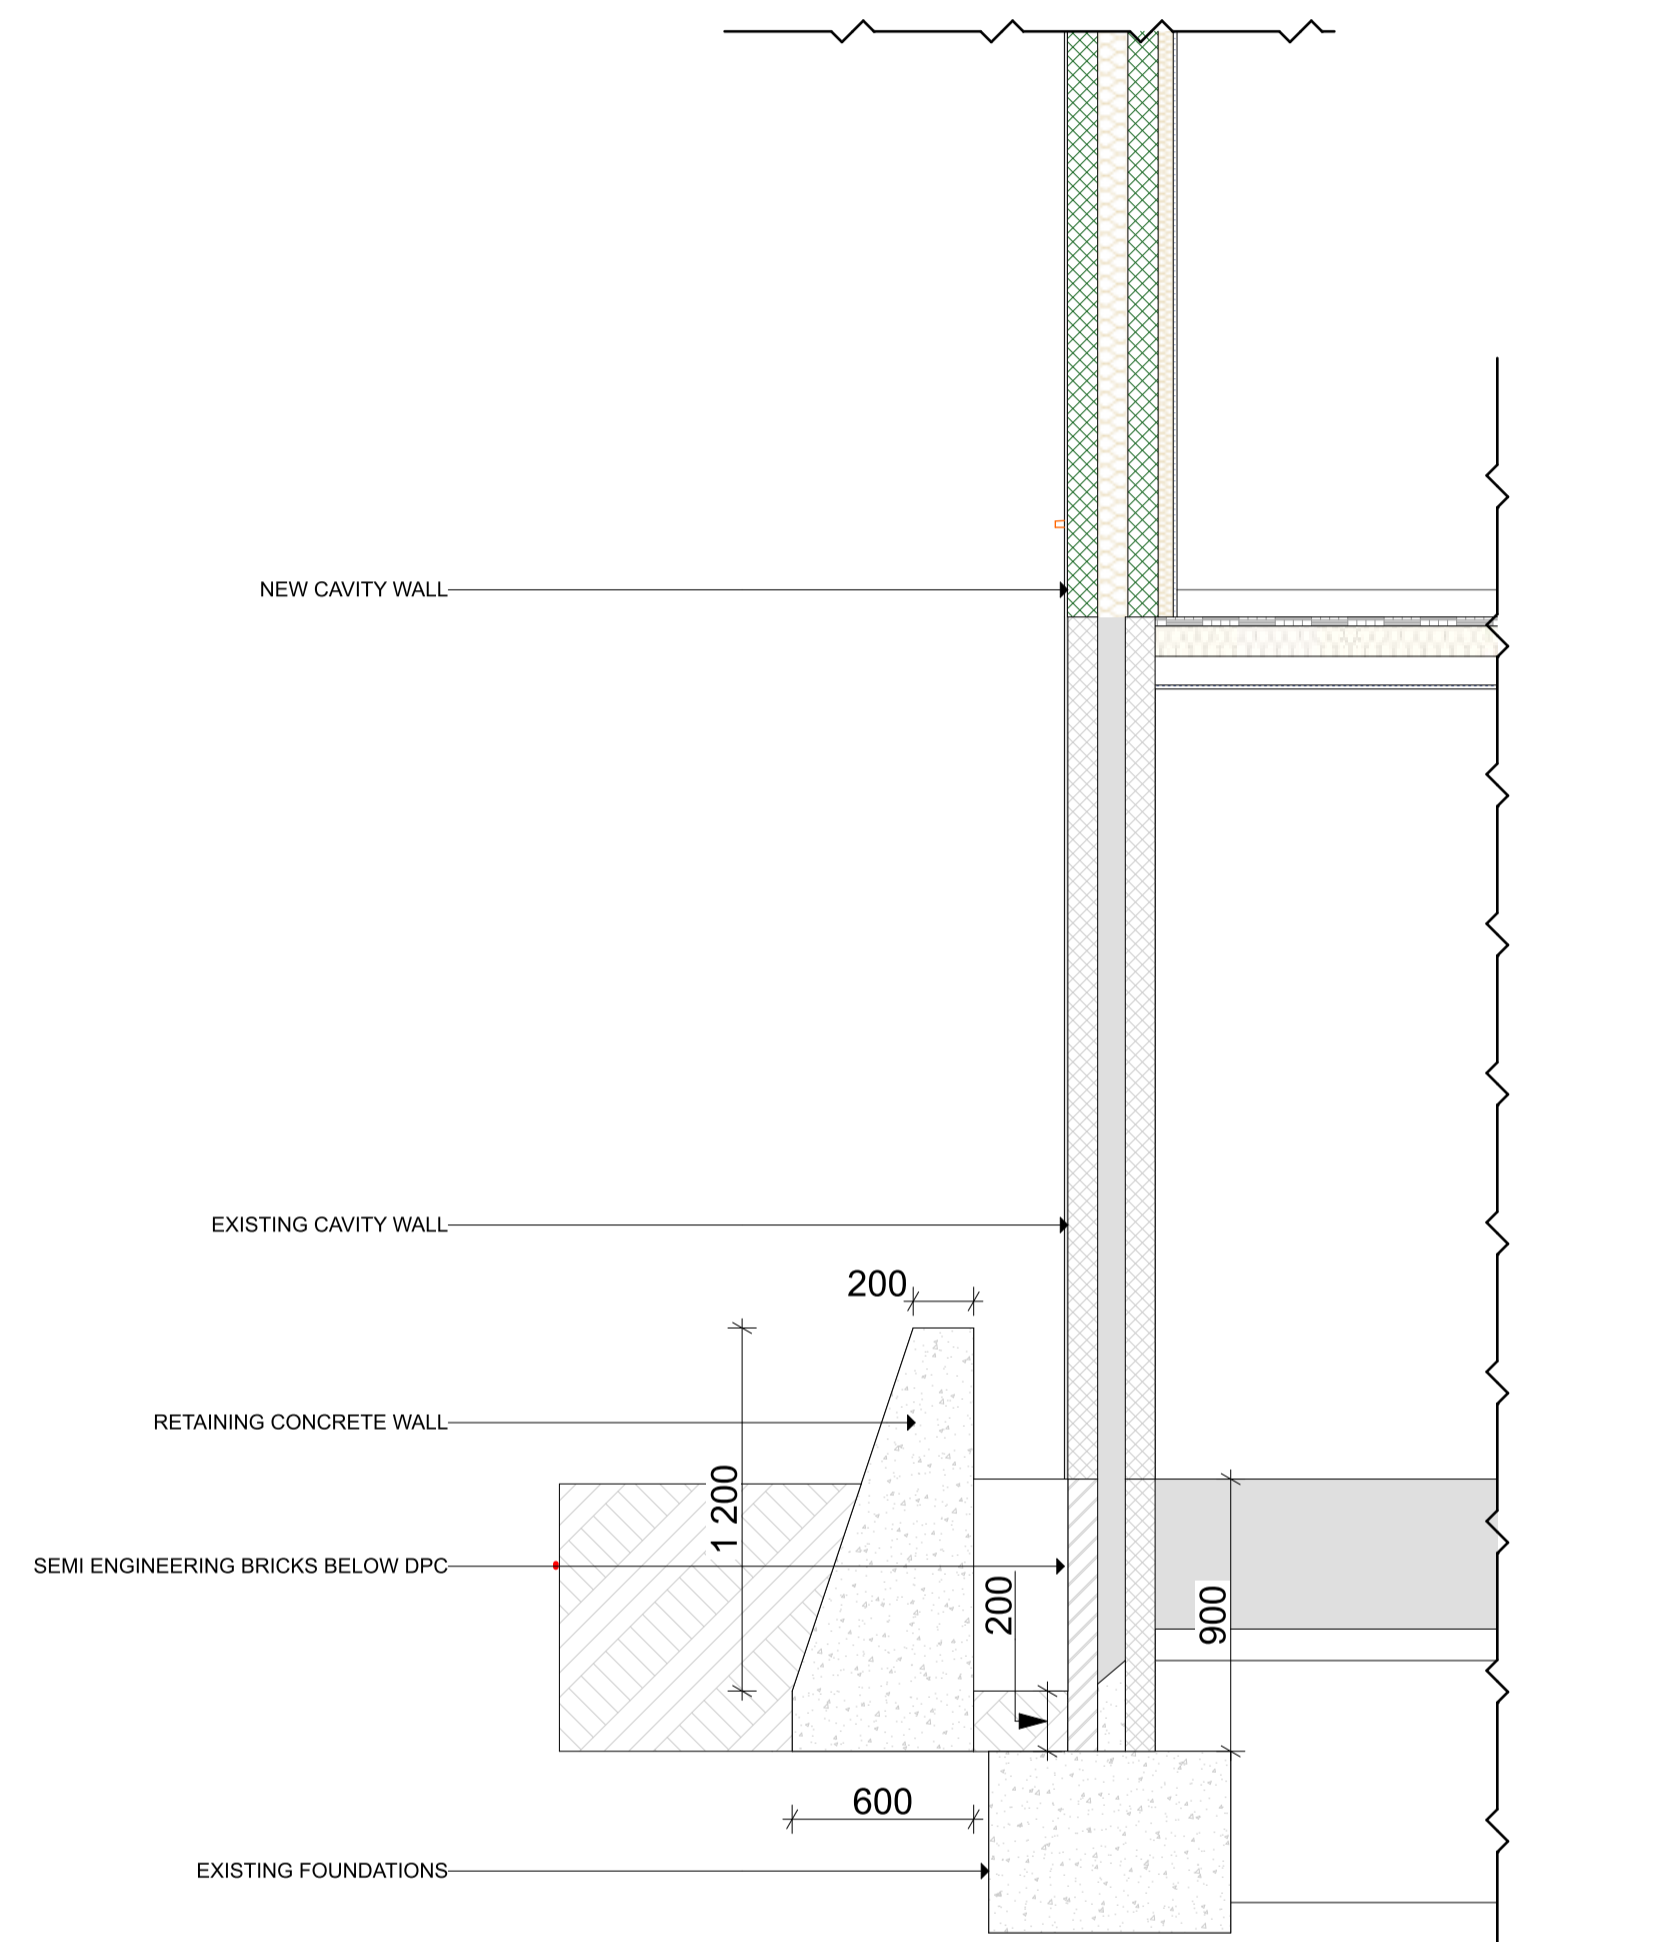 NEW CAVITY WALL
EXISTING CAVITY WALL
200
RETAINING CONCRETE WALL
1 200
SEMI ENGINEERING BRICKS BELOW DPC
200
900
600
EXISTING FOUNDATIONS